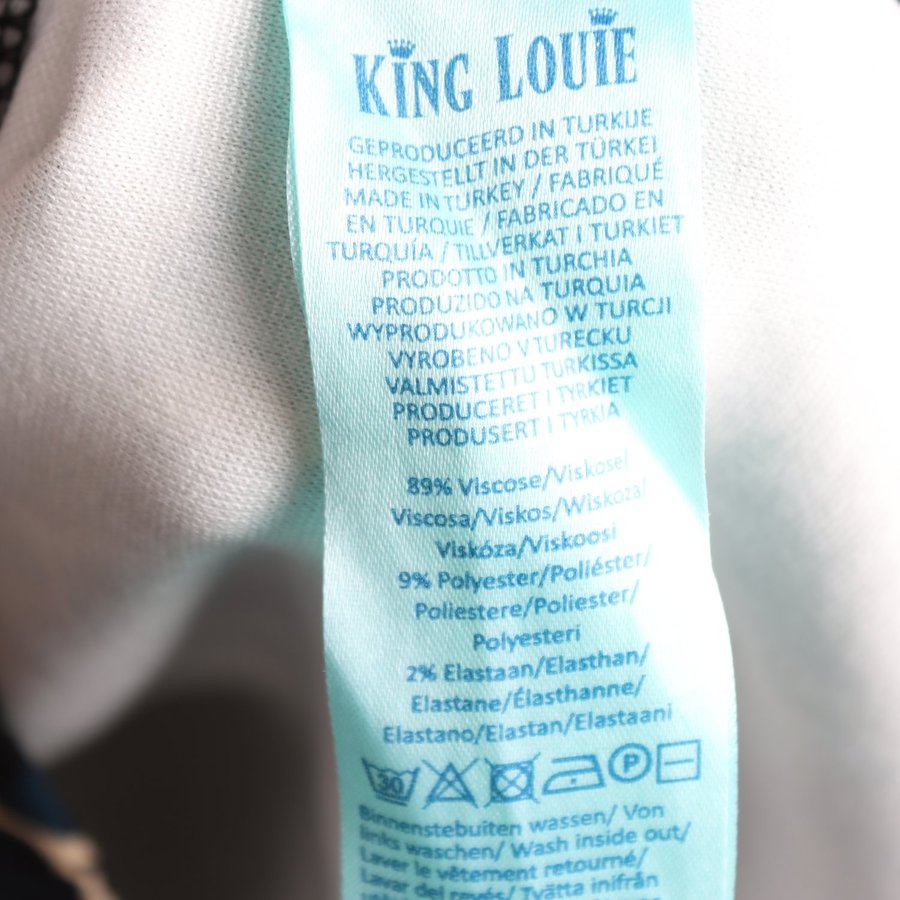 KING LOUIE
GEPRODUCEERD IN TURKIJE
HERGESTELLT IN DER TÜRKEI
MADE IN TURKEY / FABRIQUÉ
EN TURQUIE / FABRICADO EN
TURQUÍA / TILLVERKAT I TURKIET
PRODOTTO IN TURCHIA
PRODUZIDO NA TURQUIA
WYPRODUKOWANO W TURCJI
VYROBENO V TURECKU
VALMISTETTU TURKISSA
PRODUCERET I TYRKIET
PRODUSERT I TYRKIA
89% Viscose/Viskose/
Viscosa/Viskos/Wiskoza/
Viskóza/Viskoosi
9% Polyester/Poliéster/
Poliestere/Poliester/
Polyesteri
2% Elastaan/Elasthan/
Elastane/Élasthanne/
Elastano/Elastan/Elastaani
30 P
Binnenstebuiten wassen/ Von
links waschen/ Wash inside out/
Laver le vêtement retourné/
Lavar del revés/ Tvätta inifrån